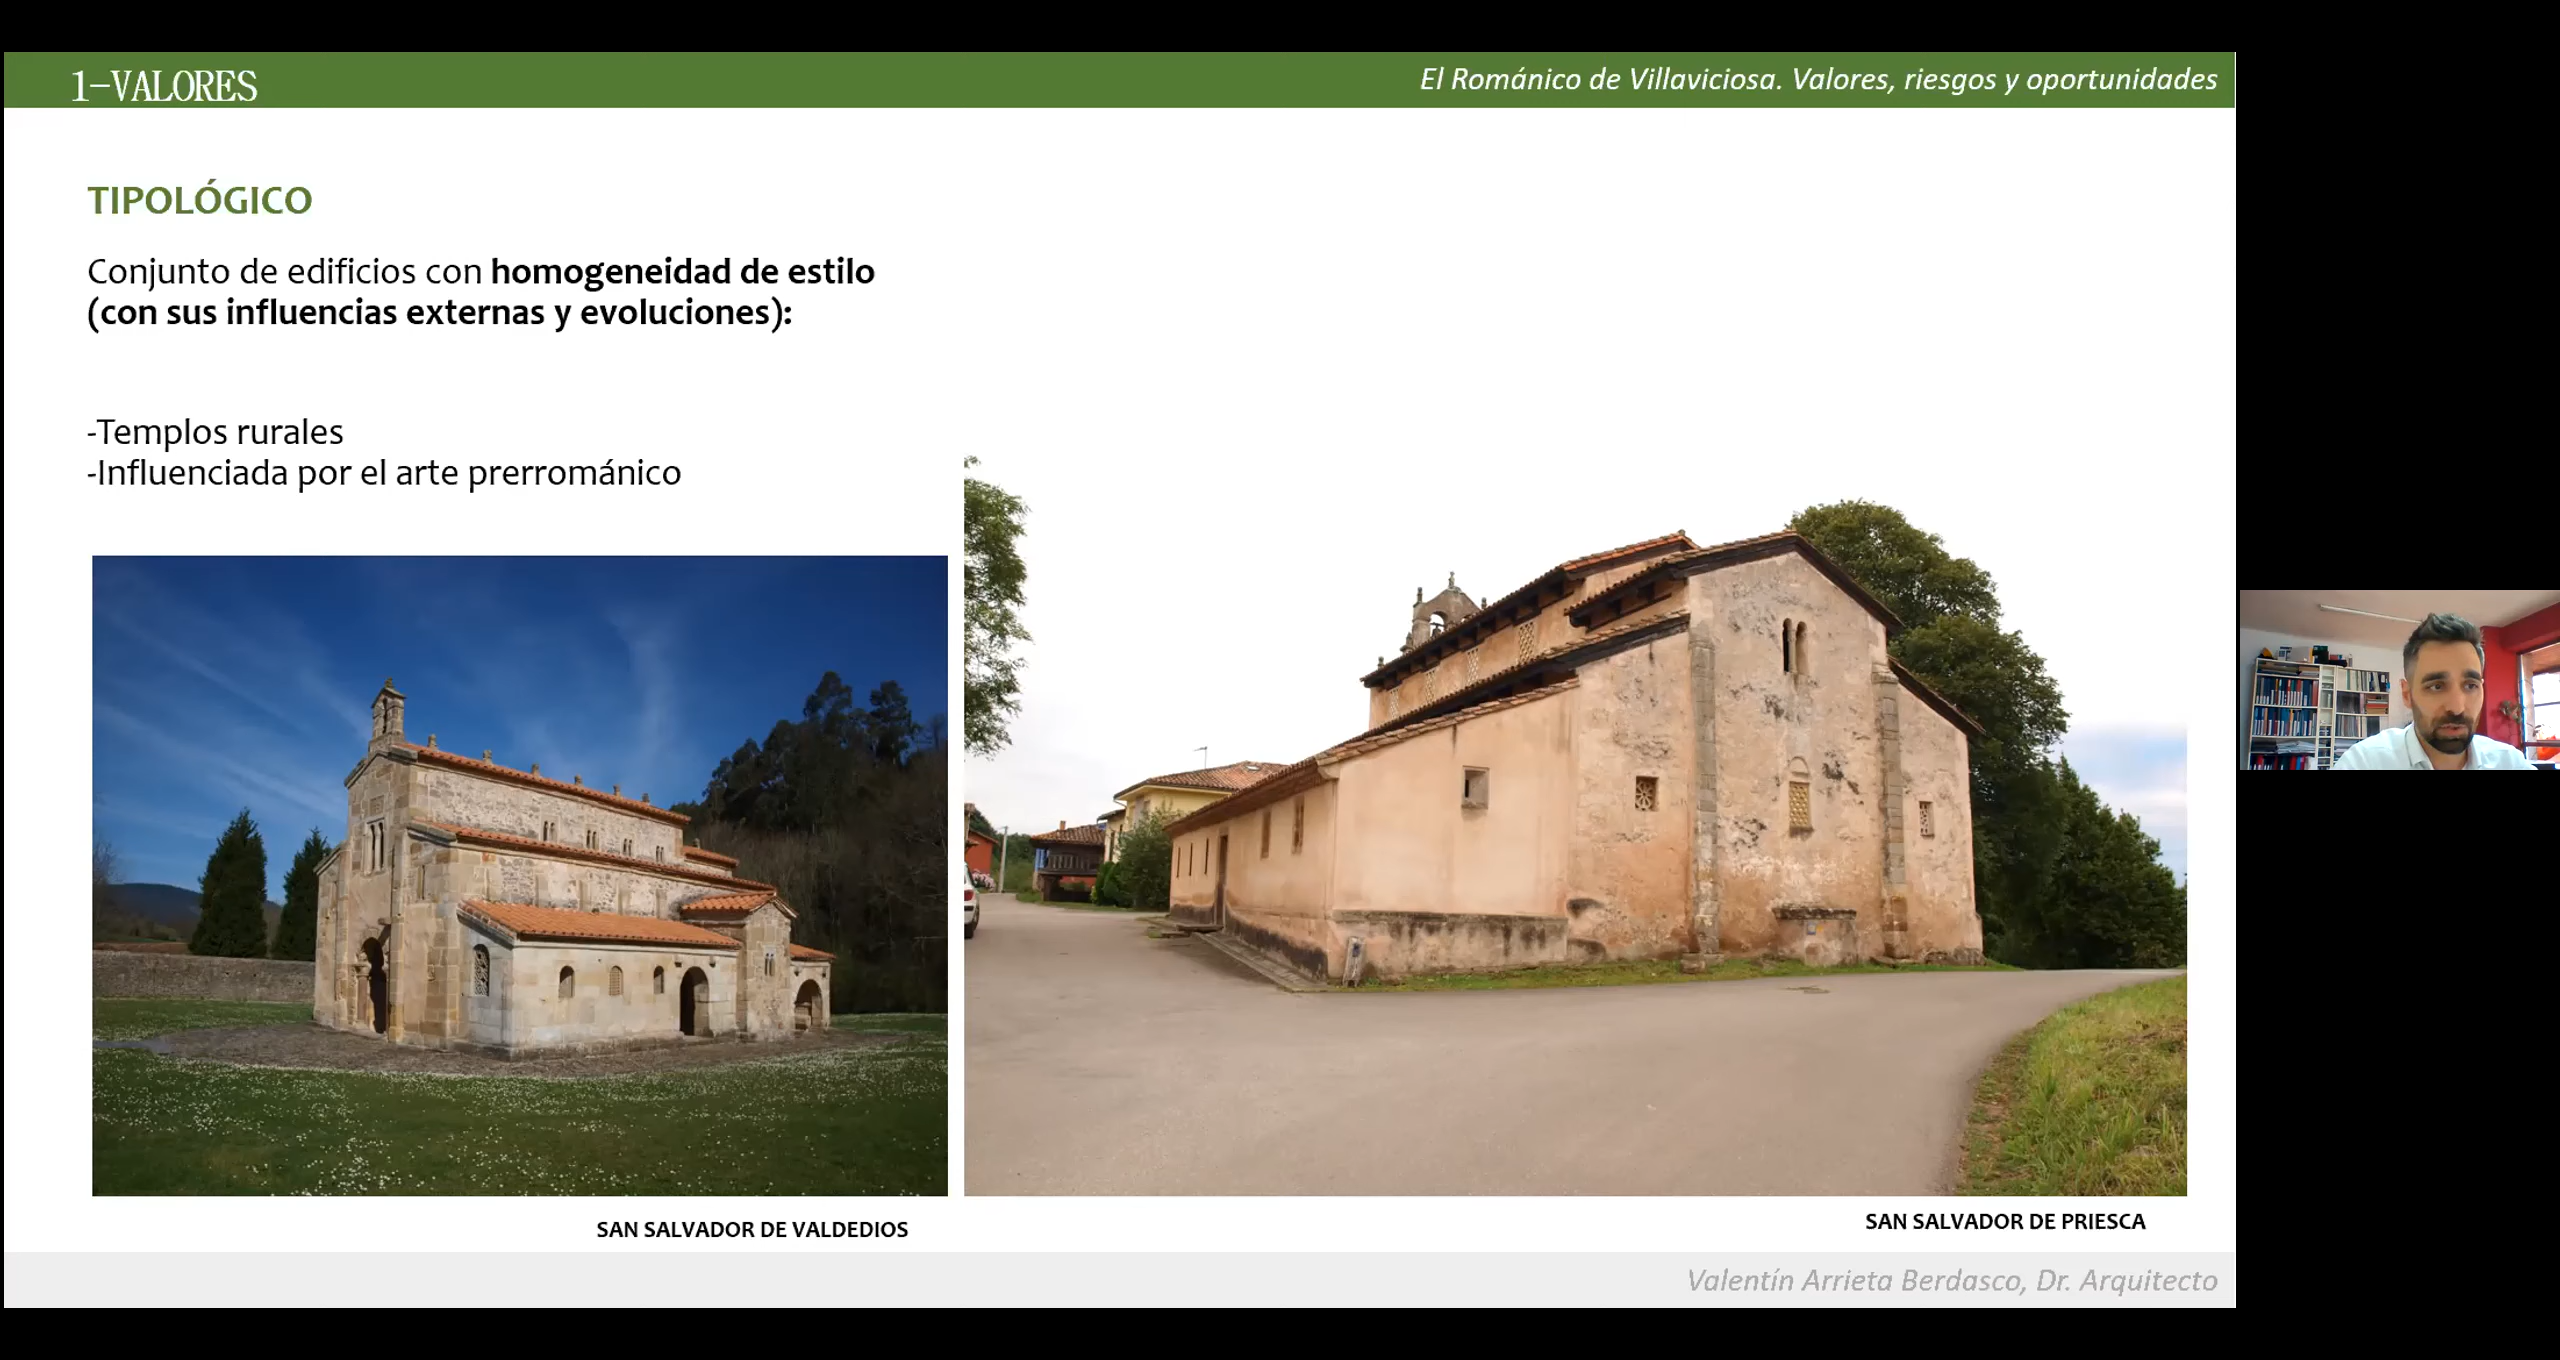 1-VALORES
El Románico de Villaviciosa. Valores, riesgos y oportunidades
TIPOLÓGICO
Conjunto de edificios con homogeneidad de estilo
(con sus influencias externas y evoluciones):
-Templos rurales
-Influenciada por el arte prerrománico
SAN SALVADOR DE VALDEDIOS
SAN SALVADOR DE PRIESCA
Valentín Arrieta Berdasco, Dr. Arquitecto